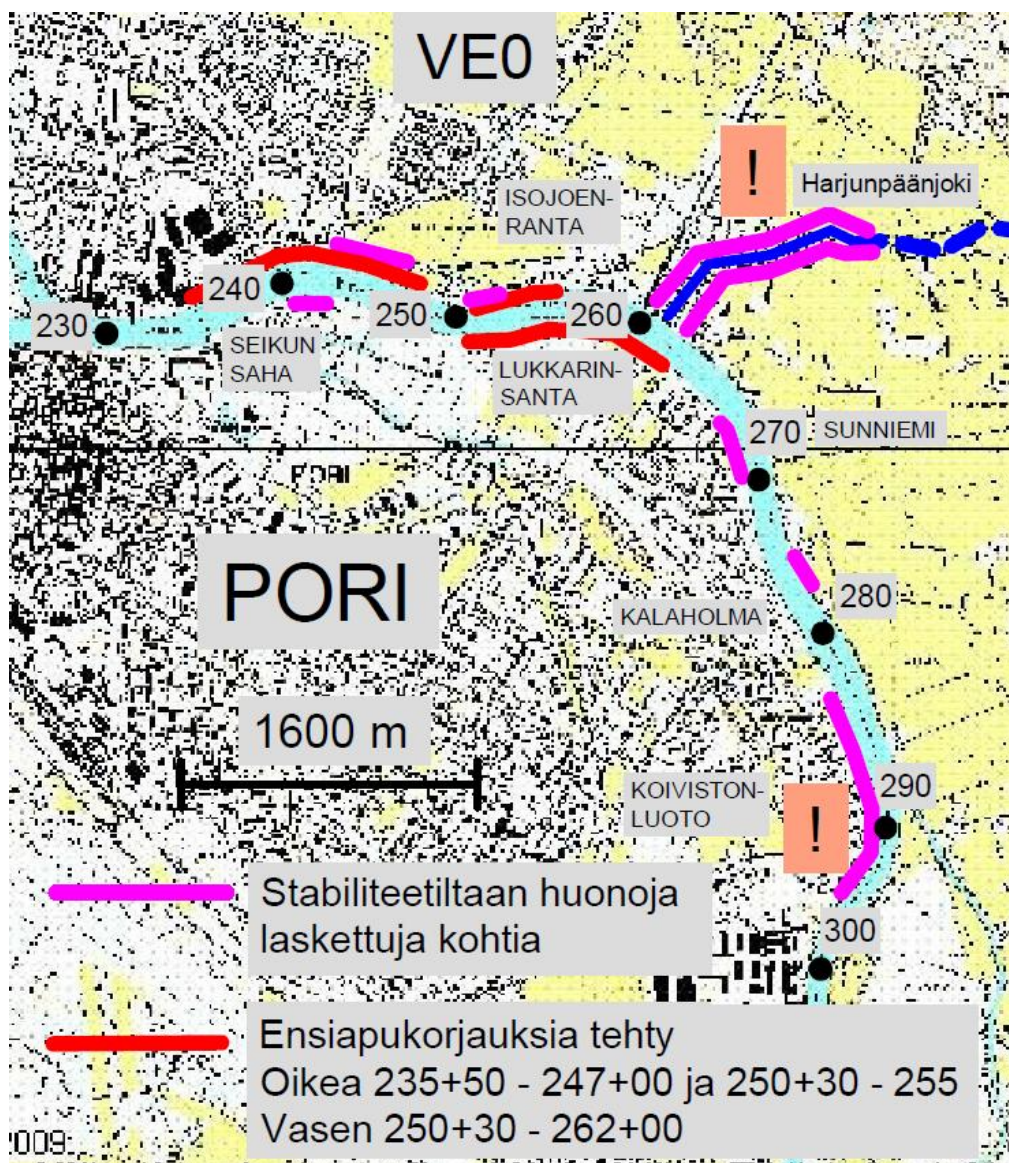 VE0
!
Harjunpäänjoki
ISOJOEN-
RANTA
240
250
260
230
SEIKUN
SAHA
LUKKARIN-
SANTA
270
SUNNIEMI
PORI
PORI
280
KALAHOLMA
1600 m
KOIVISTON-
LUOTO
290
!
Stabiliteetiltaan huonoja
laskettuja kohtia
300
Ensiapukorjauksia tehty
Oikea 235+50 - 247+00 ja 250+30 - 255
Vasen 250+30 - 262+00
2009